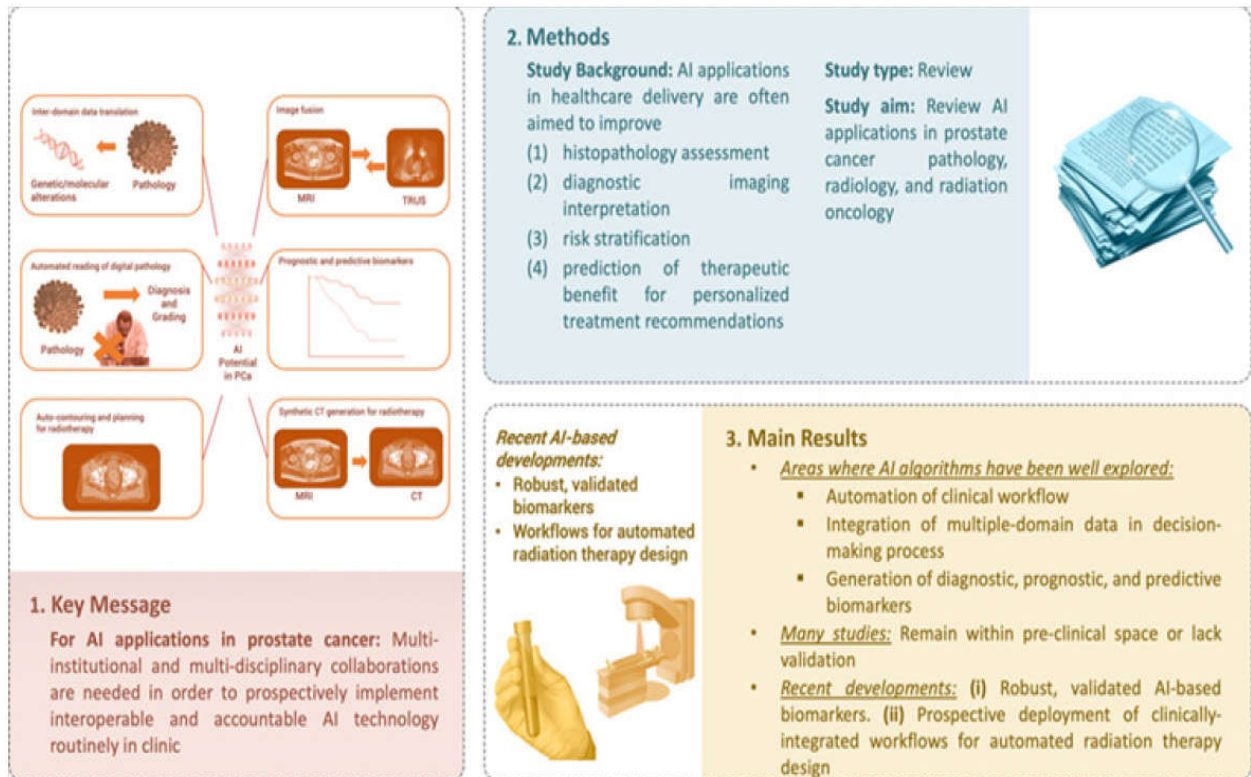 Inter-domain data translation
Genetic/molecular
alterations
Pathology
Image fusion
MRI
TRUS
Automated reading of digital pathology
Diagnosis
and
Grading
Pathology
AI
Potential
in PCa
Prognostic and predictive biomarkers
Auto-contouring and planning
for radiotherapy
Synthetic CT generation for radiotherapy
MRI
CT
1. Key Message
For AI applications in prostate cancer: Multi-
institutional and multi-disciplinary collaborations
are needed in order to prospectively implement
interoperable and accountable AI technology
routinely in clinic
2. Methods
Study Background: AI applications
in healthcare delivery are often
aimed to improve
(1) histopathology assessment
(2) diagnostic imaging
interpretation
(3) risk stratification
(4) prediction of therapeutic
benefit for personalized
treatment recommendations
Study type: Review
Study aim: Review AI
applications in prostate
cancer pathology,
radiology, and radiation
oncology
Recent AI-based
developments:
• Robust, validated
biomarkers
• Workflows for automated
radiation therapy design
3. Main Results
• Areas where AI algorithms have been well explored:
▪ Automation of clinical workflow
▪ Integration of multiple-domain data in decision-
making process
▪ Generation of diagnostic, prognostic, and predictive
biomarkers
• Many studies: Remain within pre-clinical space or lack
validation
• Recent developments: (i) Robust, validated AI-based
biomarkers. (ii) Prospective deployment of clinically-
integrated workflows for automated radiation therapy
design